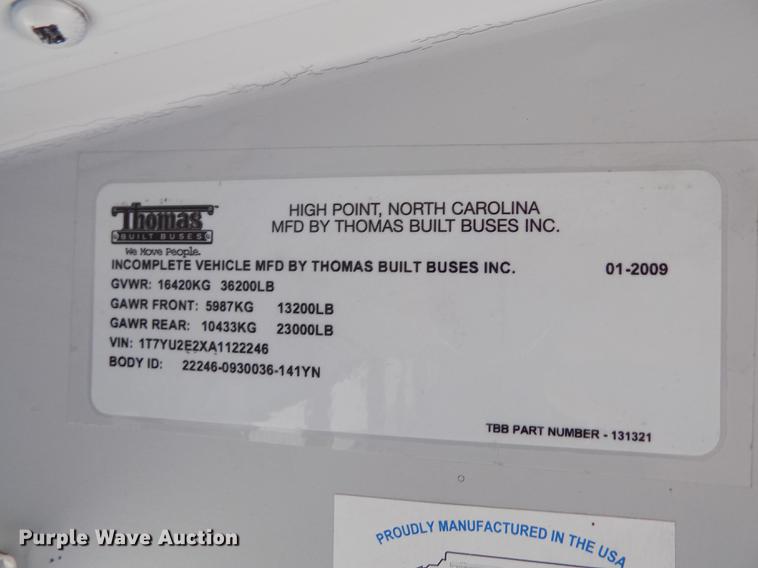 Thomas
BUILT BUSES
We Move People.
HIGH POINT, NORTH CAROLINA
MFD BY THOMAS BUILT BUSES INC.
INCOMPLETE VEHICLE MFD BY THOMAS BUILT BUSES INC. 01-2009
GVWR: 16420KG 36200LB
GAWR FRONT: 5987KG 13200LB
GAWR REAR: 10433KG 23000LB
VIN: 1T7YU2E2XA1122246
BODY ID: 22246-0930036-141YN
TBB PART NUMBER - 131321
PROUDLY MANUFACTURED IN THE USA
Purple Wave Auction